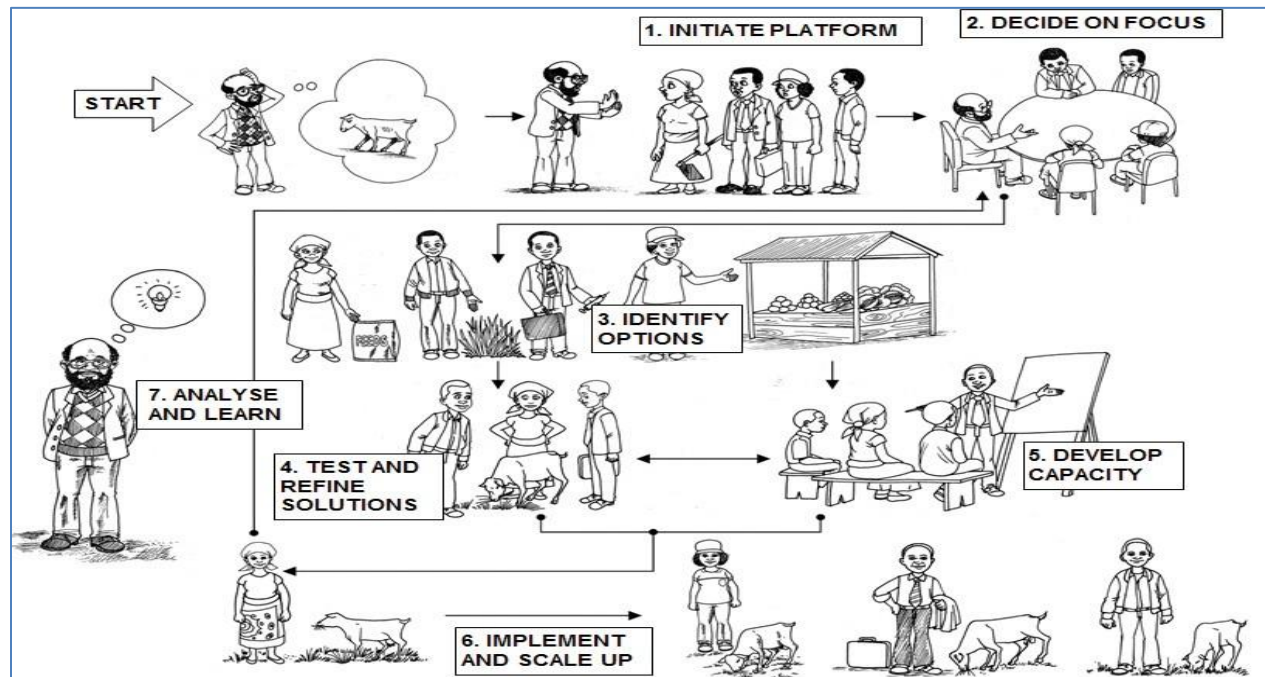 START
1. INITIATE PLATFORM
2. DECIDE ON FOCUS
FEEDS
3. IDENTIFY
OPTIONS
4. TEST AND
REFINE
SOLUTIONS
5. DEVELOP
CAPACITY
6. IMPLEMENT
AND SCALE UP
7. ANALYSE
AND LEARN